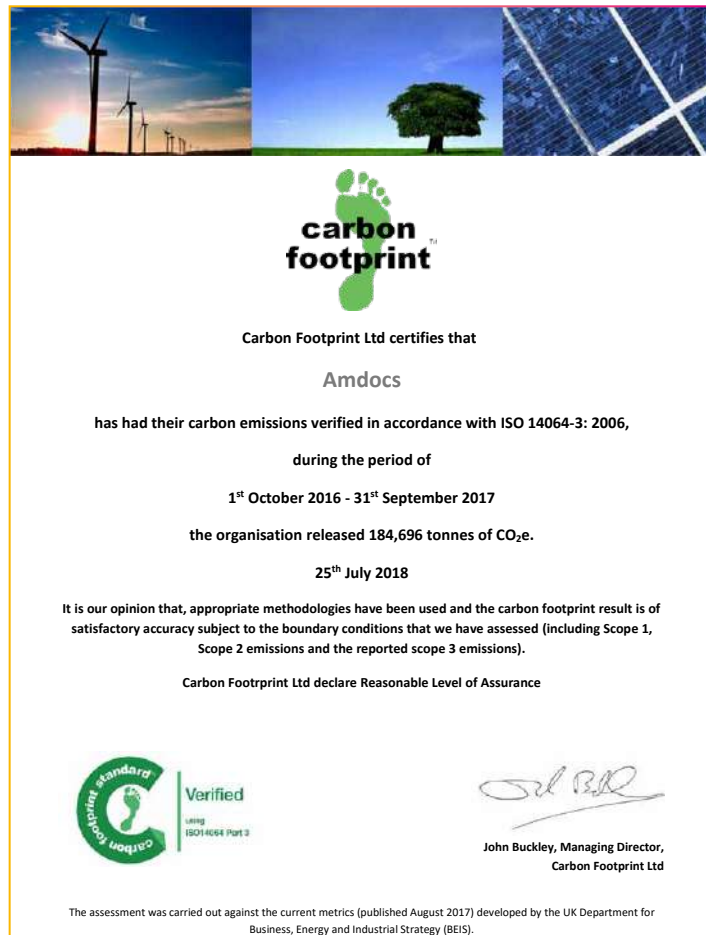 carbon
footprint™
Carbon Footprint Ltd certifies that
Amdocs
has had their carbon emissions verified in accordance with ISO 14064-3: 2006,
during the period of
1st October 2016 - 31st September 2017
the organisation released 184,696 tonnes of CO₂e.
25th July 2018
It is our opinion that, appropriate methodologies have been used and the carbon footprint result is of
satisfactory accuracy subject to the boundary conditions that we have assessed (including Scope 1,
Scope 2 emissions and the reported scope 3 emissions).
Carbon Footrprint Ltd declare Reasonable Level of Assurance
carbon footprint standard
Verified
using
ISO14064 Part 3
John Buckley, Managing Director,
Carbon Footprint Ltd
The assessment was carried out against the current metrics (published August 2017) developed by the UK Department for
Business, Energy and Industrial Strategy (BEIS).